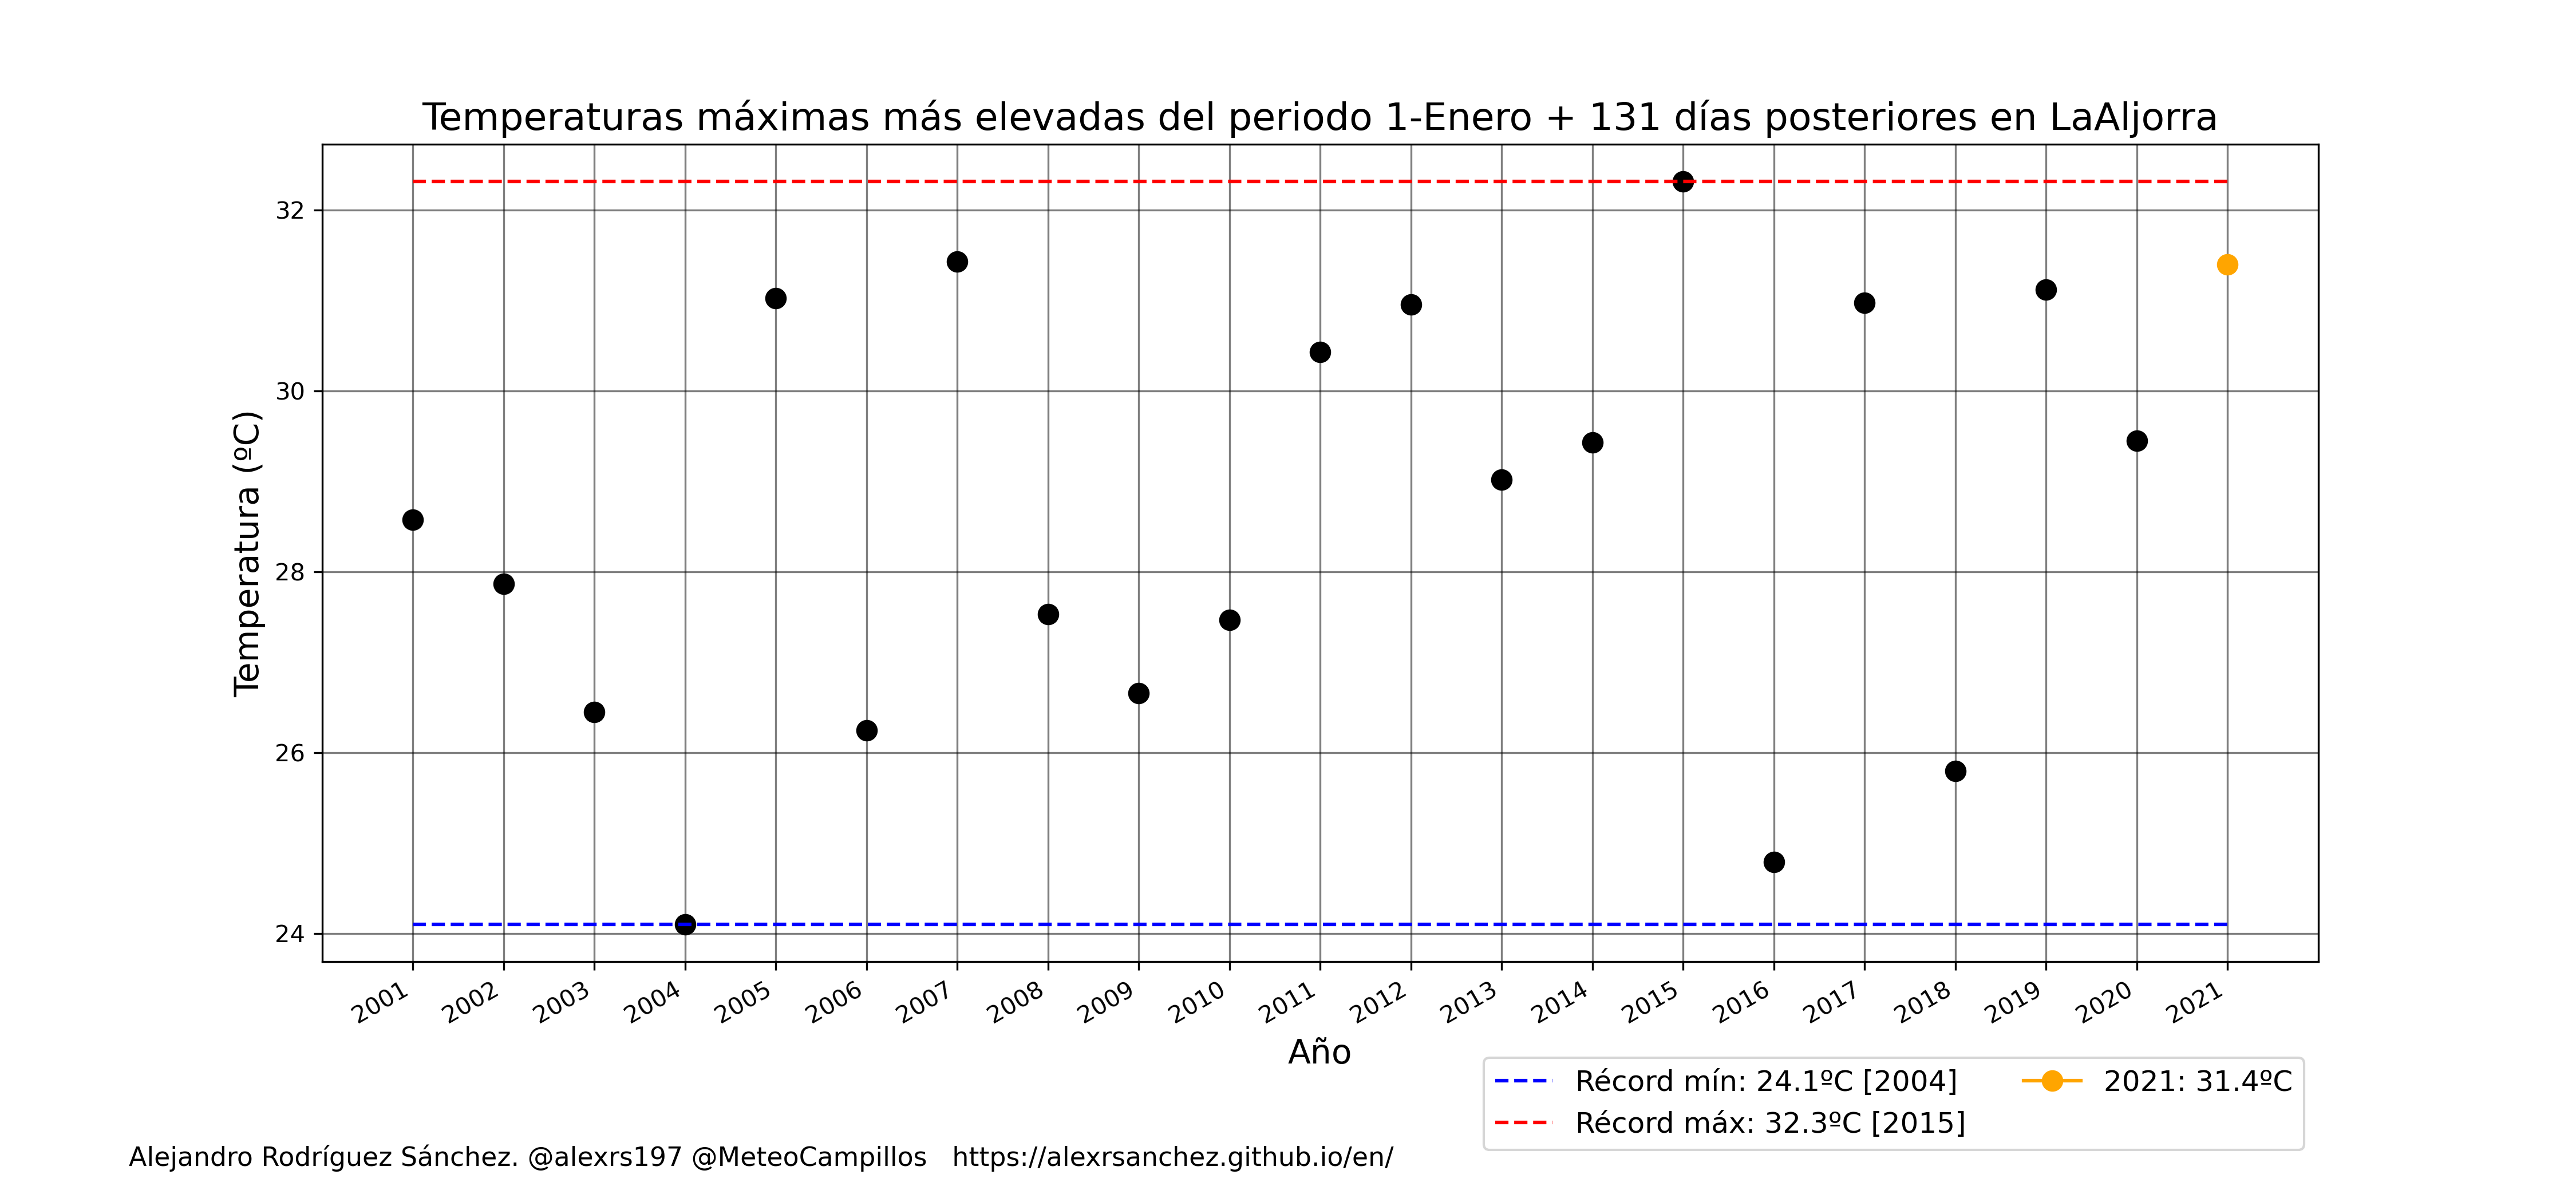 Temperaturas máximas más elevadas del periodo 1-Enero + 131 días posteriores en LaAljorra
Temperatura (ºC)
32
30
28
26
24
2001 2002 2003 2004 2005 2006 2007 2008 2009 2010 2011 2012 2013 2014 2015 2016 2017 2018 2019 2020 2021
Año
Récord mín: 24.1ºC [2004]
Récord máx: 32.3ºC [2015]
2021: 31.4ºC
Alejandro Rodríguez Sánchez. @alexrs197 @MeteoCampillos https://alexrsanchez.github.io/en/